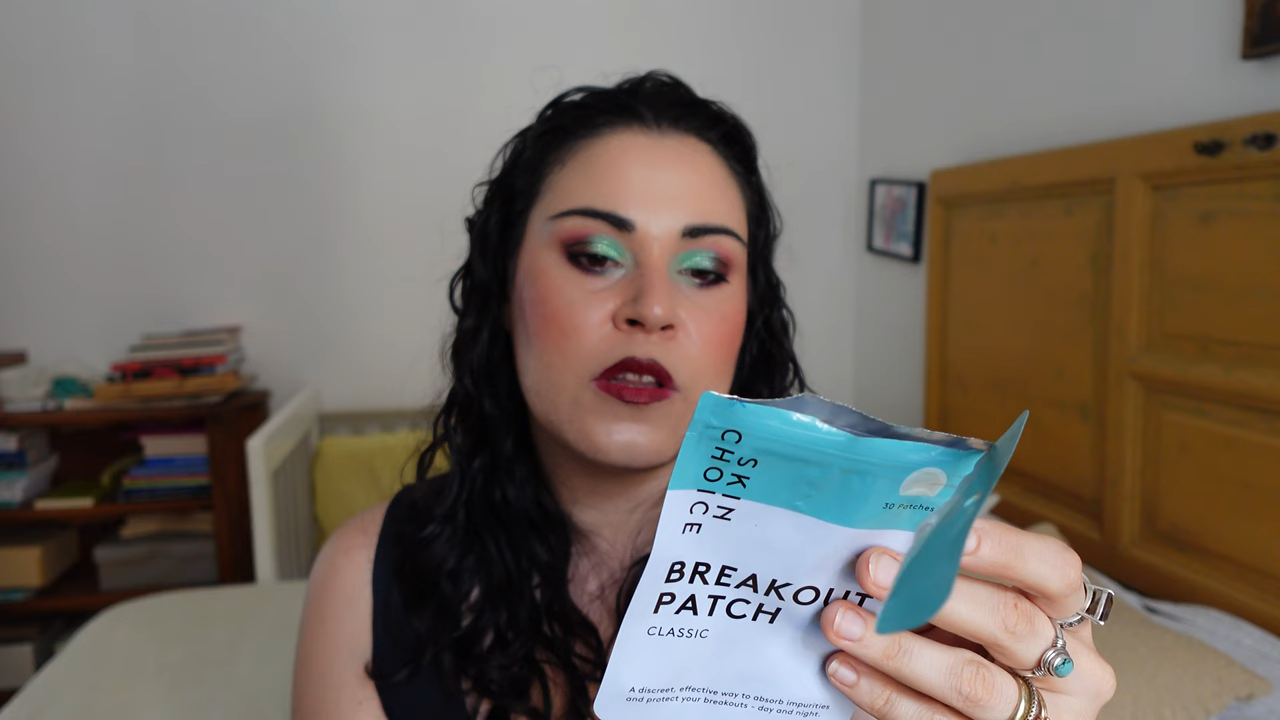 SKIN
CHOICE
30 Patches
BREAKOUT
PATCH
CLASSIC
A discreet, effective way to absorb impurities
and protect your breakouts - day and night.